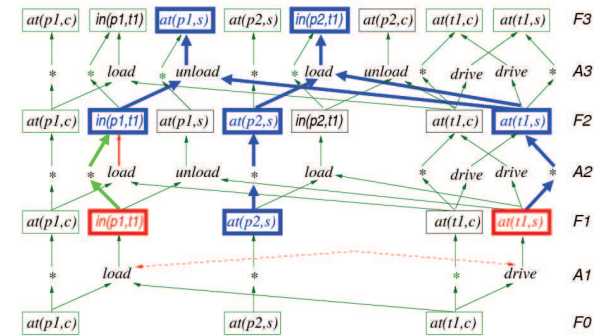 at(p1,c) in(p1,t1) at(p1,s) at(p2,s) in(p2,t1) at(p2,c) at(t1,c) at(t1,s) F3
* * load * unload * * load unload * drive drive * A3
at(p1,c) in(p1,t1) at(p1,s) at(p2,s) in(p2,t1) at(t1,c) at(t1,s) F2
* * load unload * load * drive drive * A2
at(p1,c) in(p1,t1) at(p2,s) at(t1,c) at(t1,s) F1
* load * * drive A1
at(p1,c) at(p2,s) at(t1,c) F0